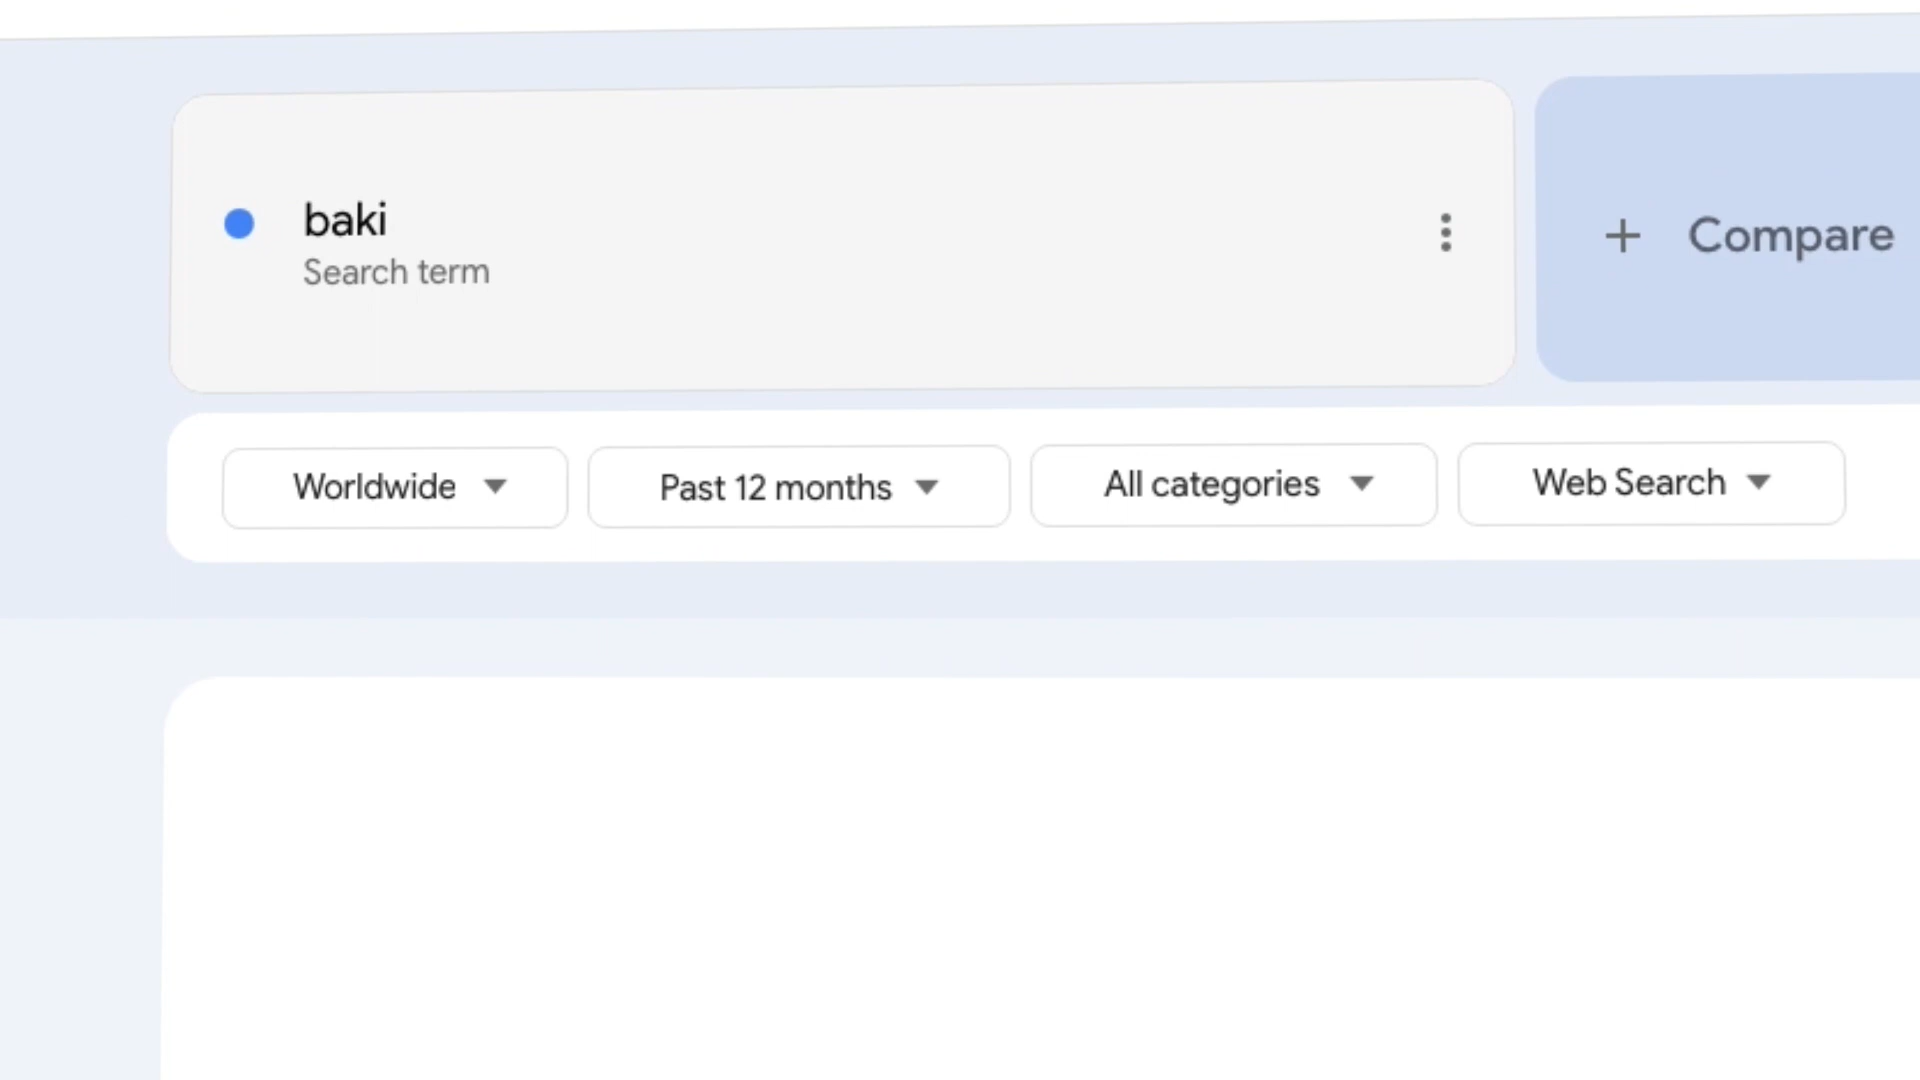 baki
Search term
+ Compare
Worldwide
Past 12 months
All categories
Web Search